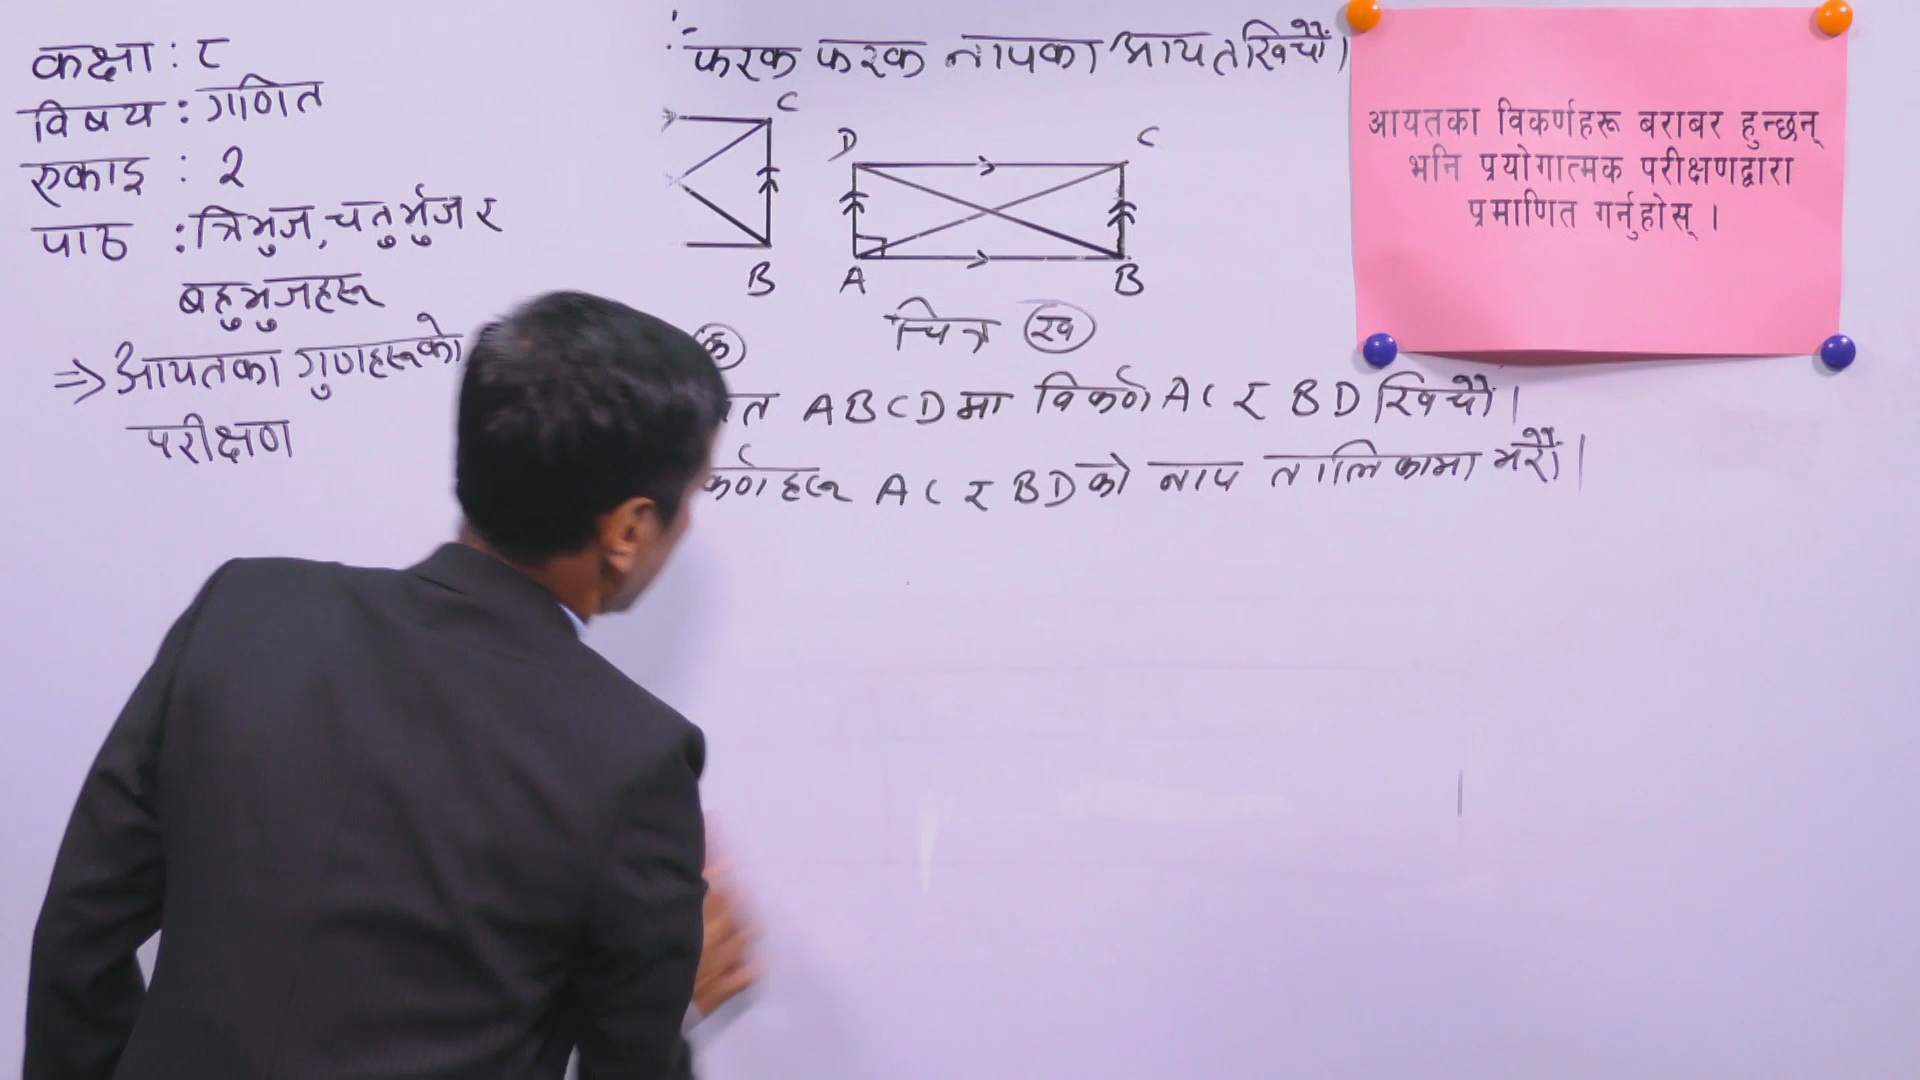 कक्षा : ८
विषय : गणित
एकाइ : २
पाठ : त्रिभुज, चतुर्भुज र
बहुभुजहरू
⇒ आयतका गुणहरूको
परीक्षण
:- फरक फरक नापका आयत खिचौं ।
C
B
D
C
A
B
क
चित्र ख
त ABCD मा विकर्ण AC र BD खिचौं ।
र्णहरू AC र BD को नाप तालिकामा भरौं ।
आयतका विकर्णहरू बराबर हुन्छन्
भनि प्रयोगात्मक परीक्षणद्वारा
प्रमाणित गर्नुहोस् ।